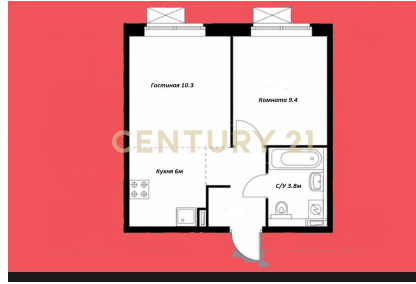 Гостиная 10.3
Комната 9.4
CENTURY 21
Кухня 6м
С/У 3.8м